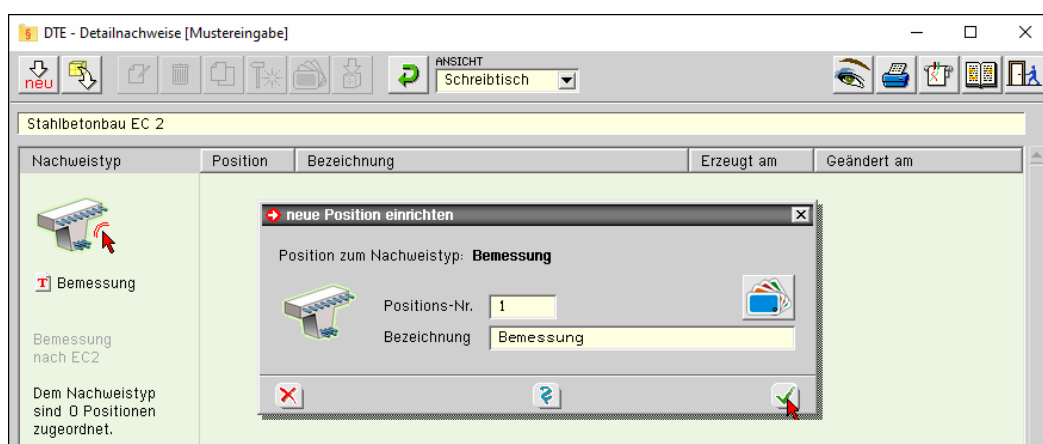 § DTE - Detailnachweise [Mustereingabe]
neu
ANSICHT
Schreibtisch
Stahlbetonbau EC 2
Nachweistyp Position Bezeichnung Erzeugt am Geändert am
neue Position einrichten
Position zum Nachweistyp: Bemessung
T Bemessung
Positions-Nr. 1
Bezeichnung Bemessung
Bemessung
nach EC2
Dem Nachweistyp
sind 0 Positionen
zugeordnet.